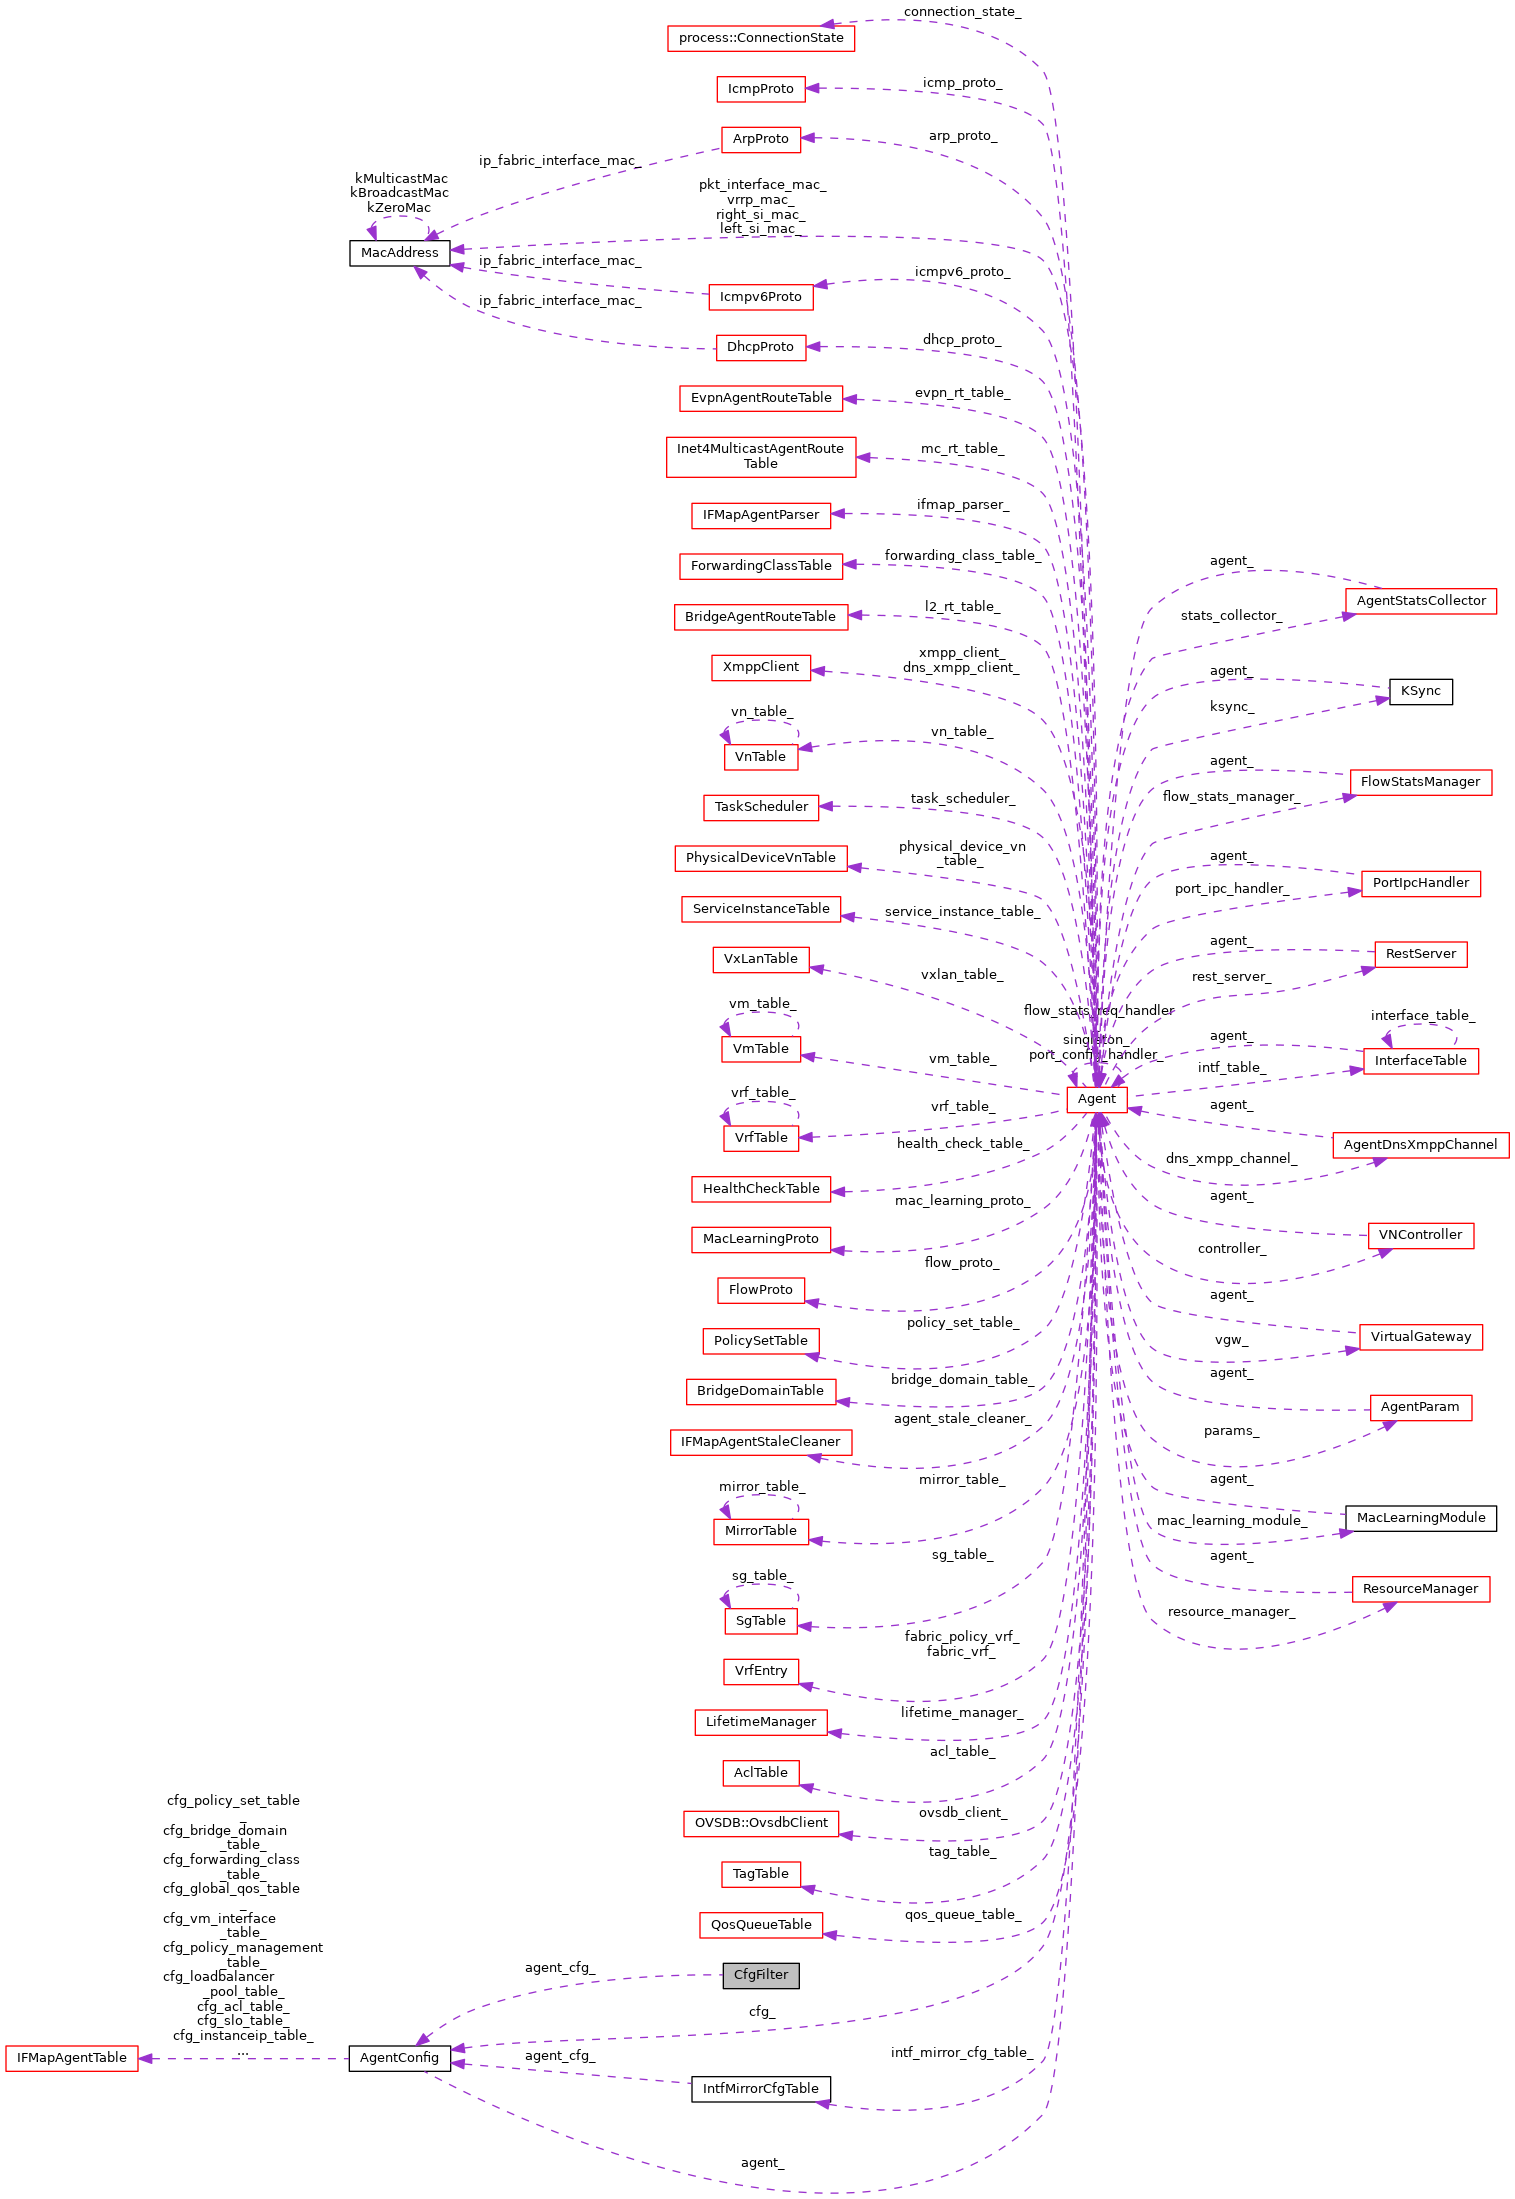 connection_state_
process::ConnectionState
icmp_proto_
IcmpProto
arp_proto_
ArpProto
ip_fabric_interface_mac_
kMulticastMac
kBroadcastMac
kZeroMac
pkt_interface_mac_
vrrp_mac_
right_si_mac_
left_si_mac_
MacAddress
ip_fabric_interface_mac_
icmpv6_proto_
Icmpv6Proto
ip_fabric_interface_mac_
dhcp_proto_
DhcpProto
evpn_rt_table_
EvpnAgentRouteTable
mc_rt_table_
Inet4MulticastAgentRoute
Table
ifmap_parser_
IFMapAgentParser
forwarding_class_table_
ForwardingClassTable
agent_
AgentStatsCollector
l2_rt_table_
BridgeAgentRouteTable
stats_collector_
xmpp_client_
dns_xmpp_client_
XmppClient
agent_
KSync
ksync_
vn_table_
vn_table_
VnTable
agent_
FlowStatsManager
flow_stats_manager_
task_scheduler_
TaskScheduler
physical_device_vn
_table_
PhysicalDeviceVnTable
agent_
PortIpcHandler
port_ipc_handler_
service_instance_table_
ServiceInstanceTable
agent_
RestServer
rest_server_
VxLanTable
vxlan_table_
vm_table_
flow_stats_req_handler
singleton_
port_config_handler_
interface_table_
agent_
VmTable
vm_table_
InterfaceTable
intf_table_
vrf_table_
Agent
vrf_table_
agent_
VrfTable
health_check_table_
AgentDnsXmppChannel
dns_xmpp_channel_
HealthCheckTable
mac_learning_proto_
agent_
MacLearningProto
VNController
controller_
flow_proto_
FlowProto
agent_
policy_set_table_
PolicySetTable
VirtualGateway
vgw_
bridge_domain_table_
BridgeDomainTable
agent_
AgentParam
agent_stale_cleaner_
IFMapAgentStaleCleaner
params_
mirror_table_
mirror_table_
MirrorTable
agent_
MacLearningModule
mac_learning_module_
sg_table_
sg_table_
SgTable
agent_
ResourceManager
resource_manager_
fabric_policy_vrf_
fabric_vrf_
VrfEntry
lifetime_manager_
LifetimeManager
acl_table_
AclTable
ovsdb_client_
OVSDB::OvsdbClient
tag_table_
TagTable
qos_queue_table_
QosQueueTable
cfg_policy_set_table
_
cfg_bridge_domain
_table_
cfg_forwarding_class
_table_
cfg_global_qos_table
_
cfg_vm_interface
_table_
cfg_policy_management
_table_
cfg_loadbalancer
_pool_table_
cfg_acl_table_
cfg_slo_table_
cfg_instanceip_table_
...
agent_cfg_
CfgFilter
cfg_
IFMapAgentTable
AgentConfig
agent_cfg_
intf_mirror_cfg_table_
IntfMirrorCfgTable
agent_